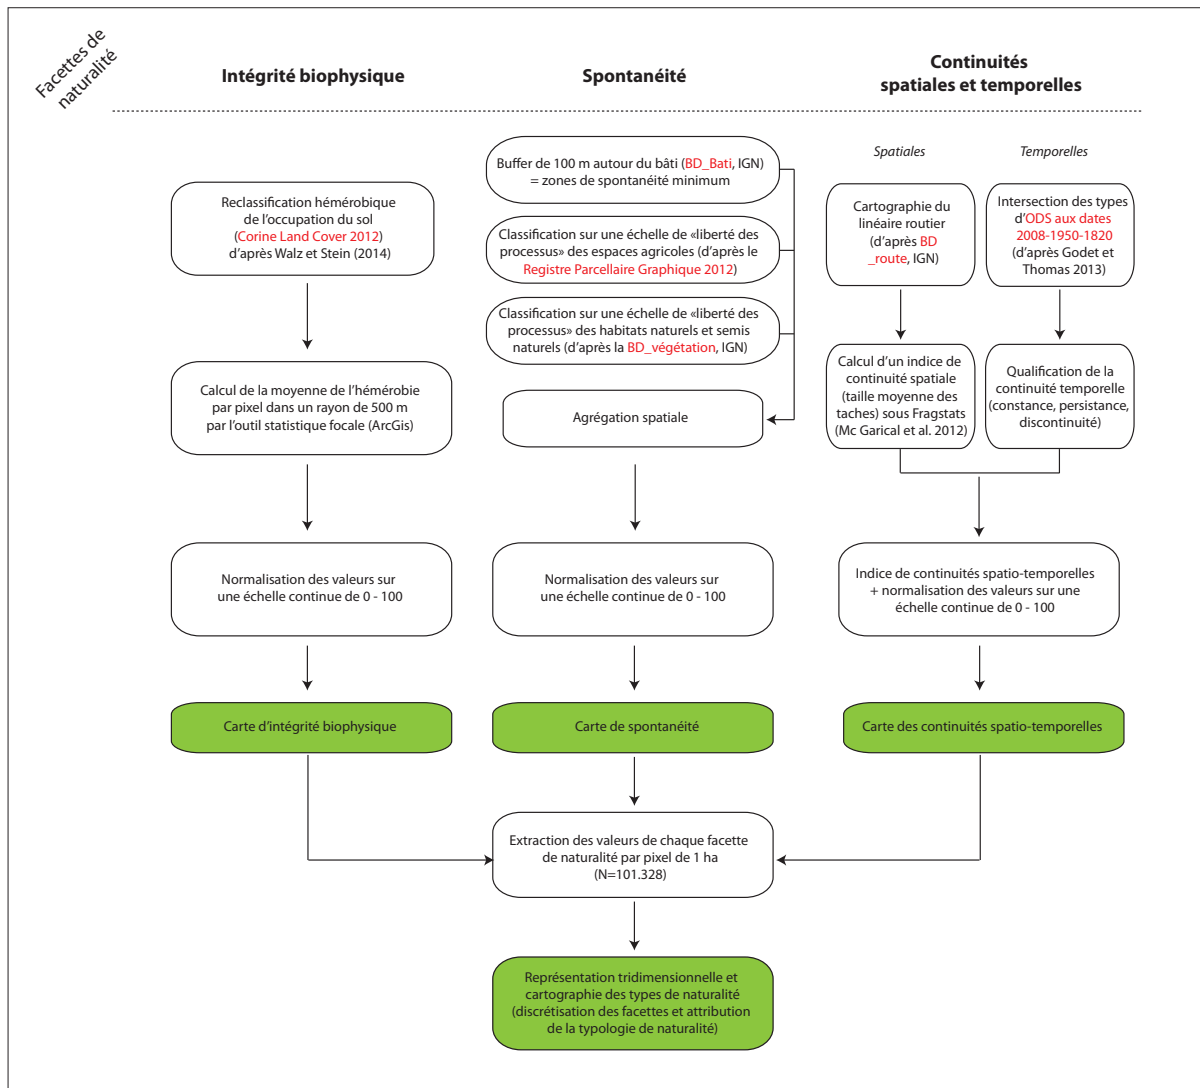 Facettes de
naturalité
Intégrité biophysique
Spontanéité
Continuités
spatiales et temporelles
Spatiales
Temporelles
Reclassification hémérobique
de l'occupation du sol
(Corine Land Cover 2012)
d'après Walz et Stein (2014)
Buffer de 100 m autour du bâti (BD_Bati, IGN)
= zones de spontanéité minimum
Classification sur une échelle de «liberté des
processus» des espaces agricoles (d'après le
Registre Parcellaire Graphique 2012)
Classification sur une échelle de «liberté des
processus» des habitats naturels et semis
naturels (d'après la BD_végétation, IGN)
Cartographie du
linéaire routier
(d'après BD
_route, IGN)
Intersection des types
d'ODS aux dates
2008-1950-1820
(d'après Godet et
Thomas 2013)
Calcul de la moyenne de l'hémérobie
par pixel dans un rayon de 500 m
par l'outil statistique focale (ArcGis)
Agrégation spatiale
Calcul d'un indice de
continuité spatiale
(taille moyenne des
taches) sous Fragstats
(Mc Garical et al. 2012)
Qualification de la
continuité temporelle
(constance, persistance,
discontinuité)
Normalisation des valeurs sur
une échelle continue de 0 - 100
Normalisation des valeurs sur
une échelle continue de 0 - 100
Indice de continuités spatio-temporelles
+ normalisation des valeurs sur une
échelle continue de 0 - 100
Carte d'intégrité biophysique
Carte de spontanéité
Carte des continuités spatio-temporelles
Extraction des valeurs de chaque facette
de naturalité par pixel de 1 ha
(N=101.328)
Représentation tridimensionnelle et
cartographie des types de naturalité
(discrétisation des facettes et attribution
de la typologie de naturalité)